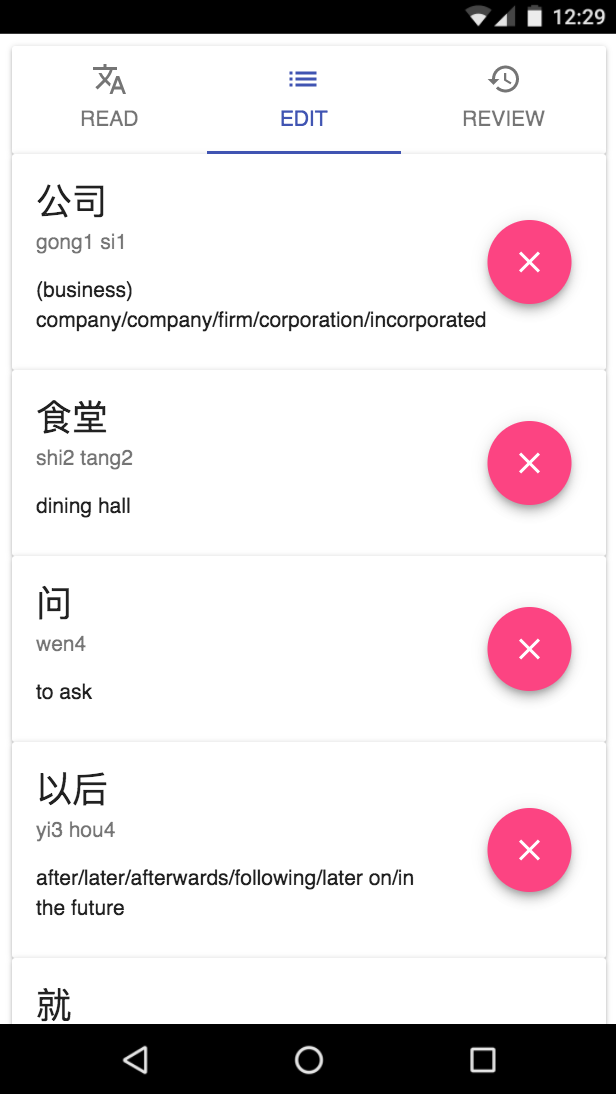 12:29
READ
EDIT
REVIEW
公司
gong1 si1
(business)
company/company/firm/corporation/incorporated
食堂
shi2 tang2
dining hall
问
wen4
to ask
以后
yi3 hou4
after/later/afterwards/following/later on/in
the future
就